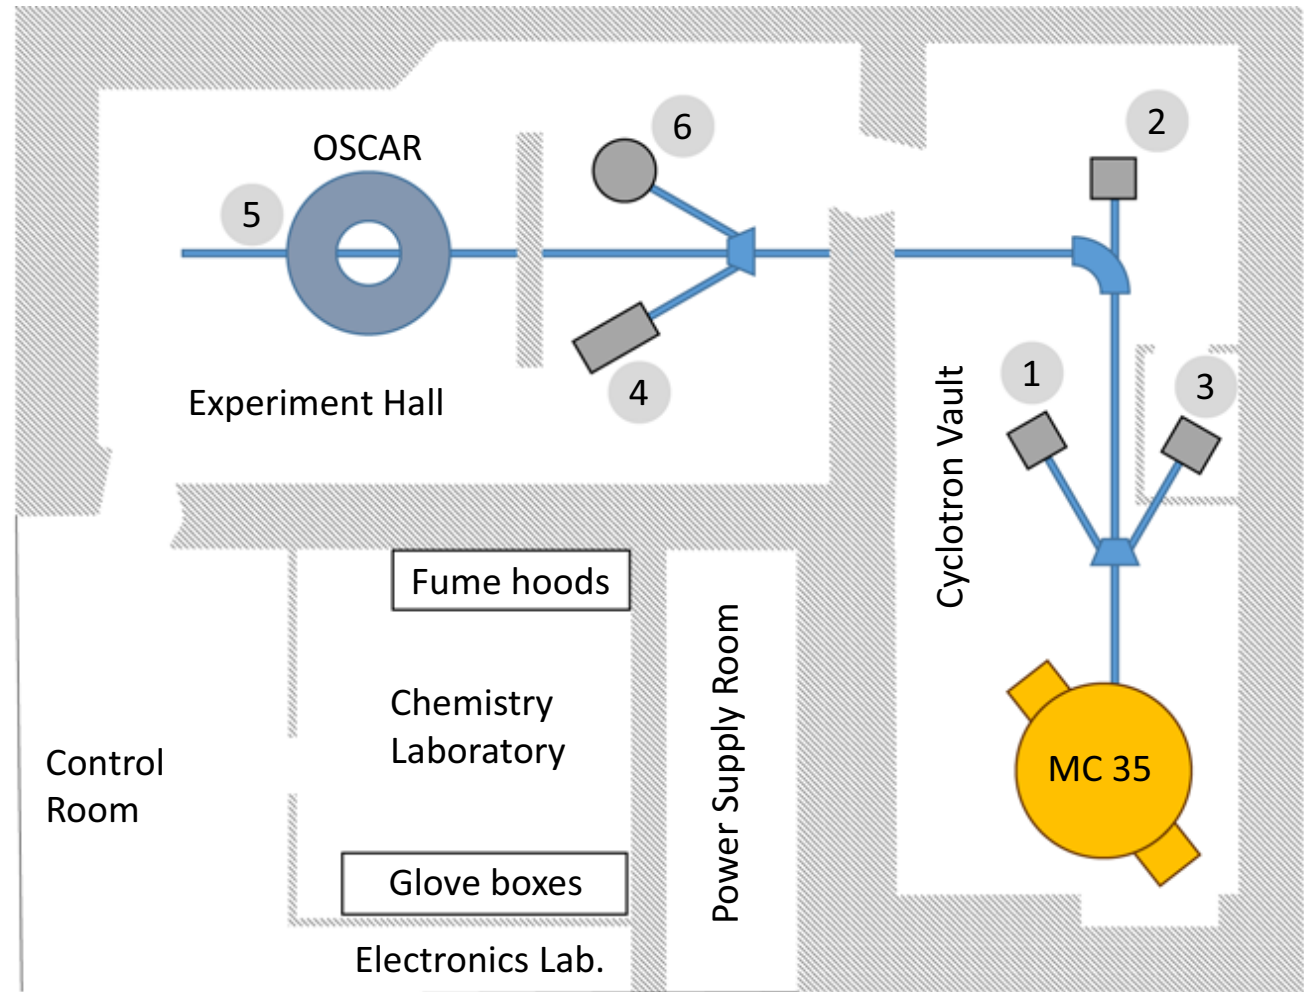 2
6
OSCAR
5
1
3
4
Experiment Hall
Cyclotron Vault
Fume hoods
Chemistry
Laboratory
Power Supply Room
Control
Room
MC 35
Glove boxes
Electronics Lab.